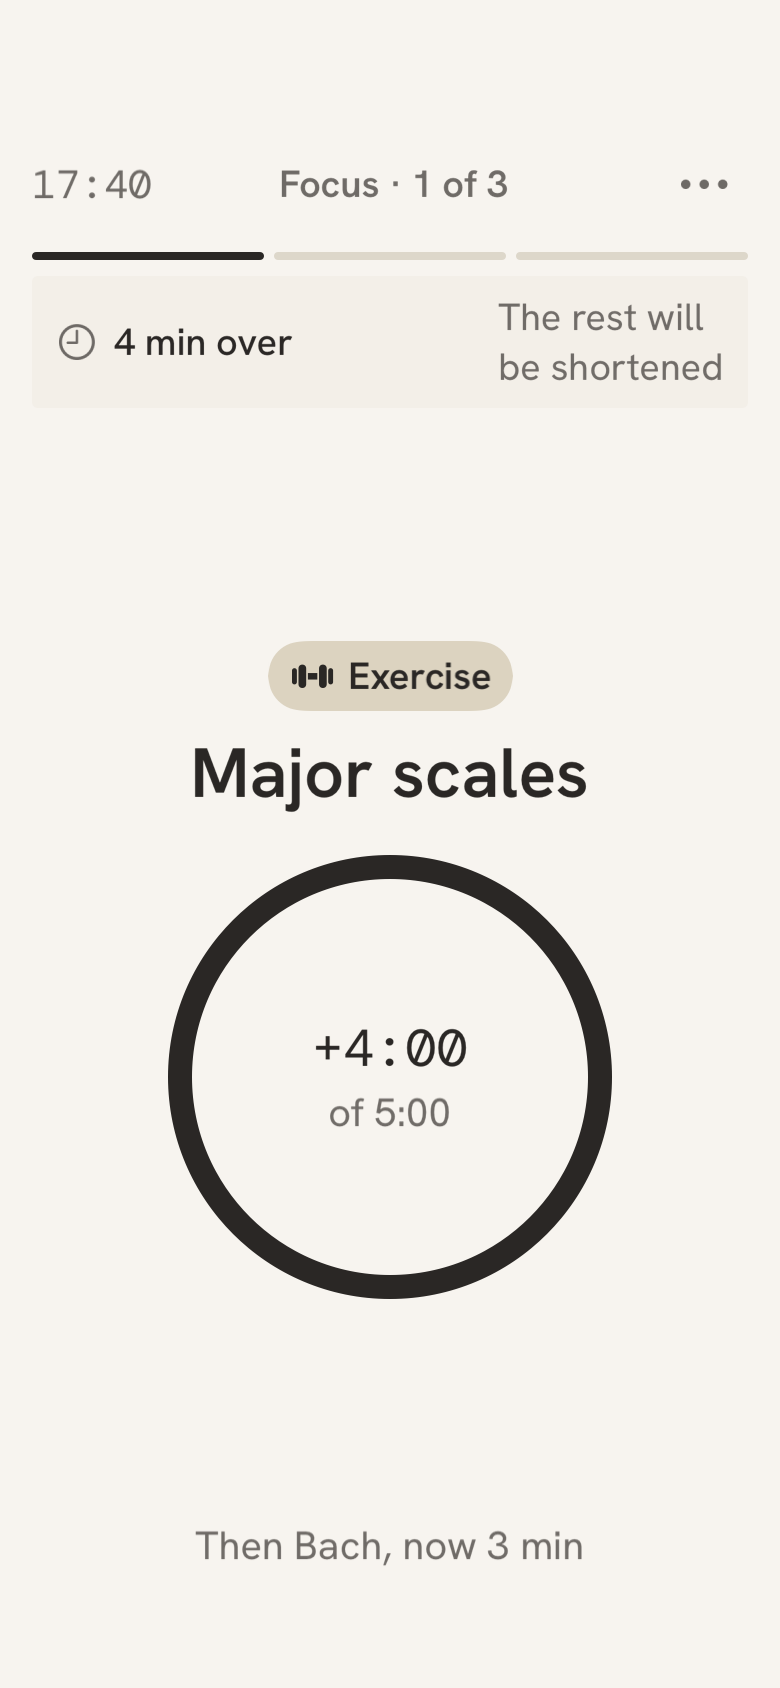 17:40
Focus · 1 of 3
4 min over
The rest will
be shortened
Exercise
Major scales
+4:00
of 5:00
Then Bach, now 3 min